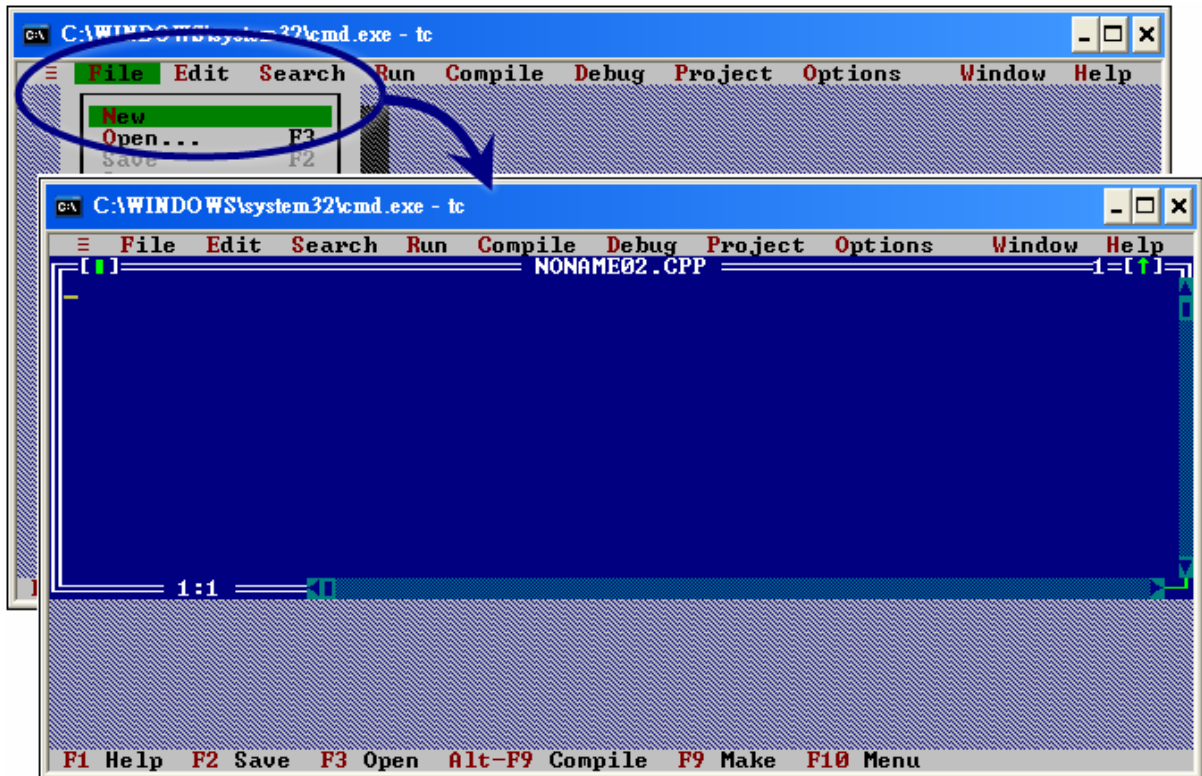 C:\WINDOWS\system32\cmd.exe - tc
≡ File Edit Search Run Compile Debug Project Options Window Help
New
Open... F3
Save F2
C:\WINDOWS\system32\cmd.exe - tc
≡ File Edit Search Run Compile Debug Project Options Window Help
NONAME02.CPP 1=[↑]
1:1
F1 Help F2 Save F3 Open Alt-F9 Compile F9 Make F10 Menu